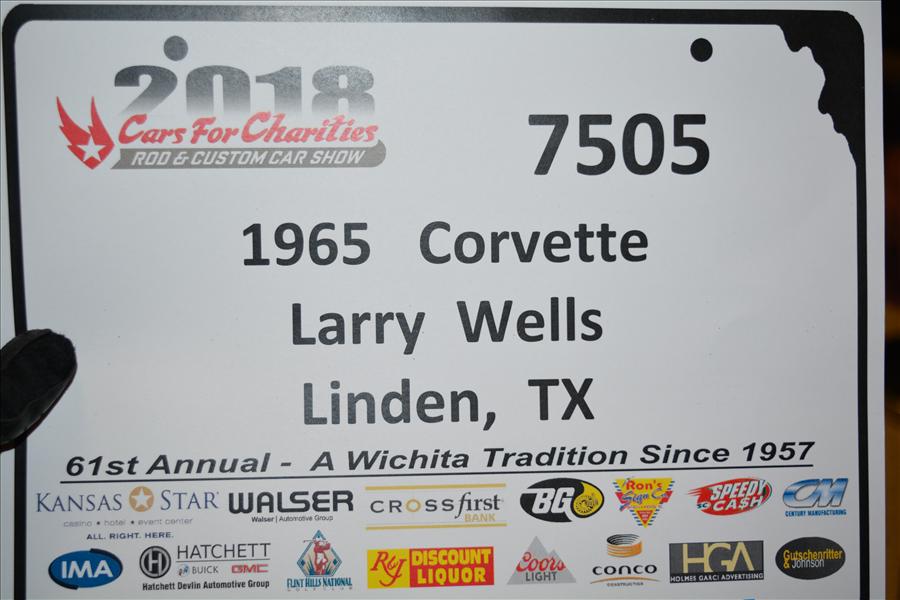 2018
Cars For Charities
ROD & CUSTOM CAR SHOW
7505
1965 Corvette
Larry Wells
Linden, TX
61st Annual - A Wichita Tradition Since 1957
KANSAS STAR
casino • hotel • event center
ALL. RIGHT. HERE.
WALSER
Walser | Automotive Group
CROSSfirst
BANK
BG
Ron's
Sign Co
SPEEDY
CASH
CM
CENTURY MANUFACTURING
IMA
H HATCHETT
BUICK GMC
Hatchett Devlin Automotive Group
FLINT HILLS NATIONAL
GOLF CLUB
R&J DISCOUNT
LIQUOR
Coors
LIGHT
CONCO
CONSTRUCTION
HGA
HOLMES GARCI ADVERTISING
Gutschenritter
& Johnson